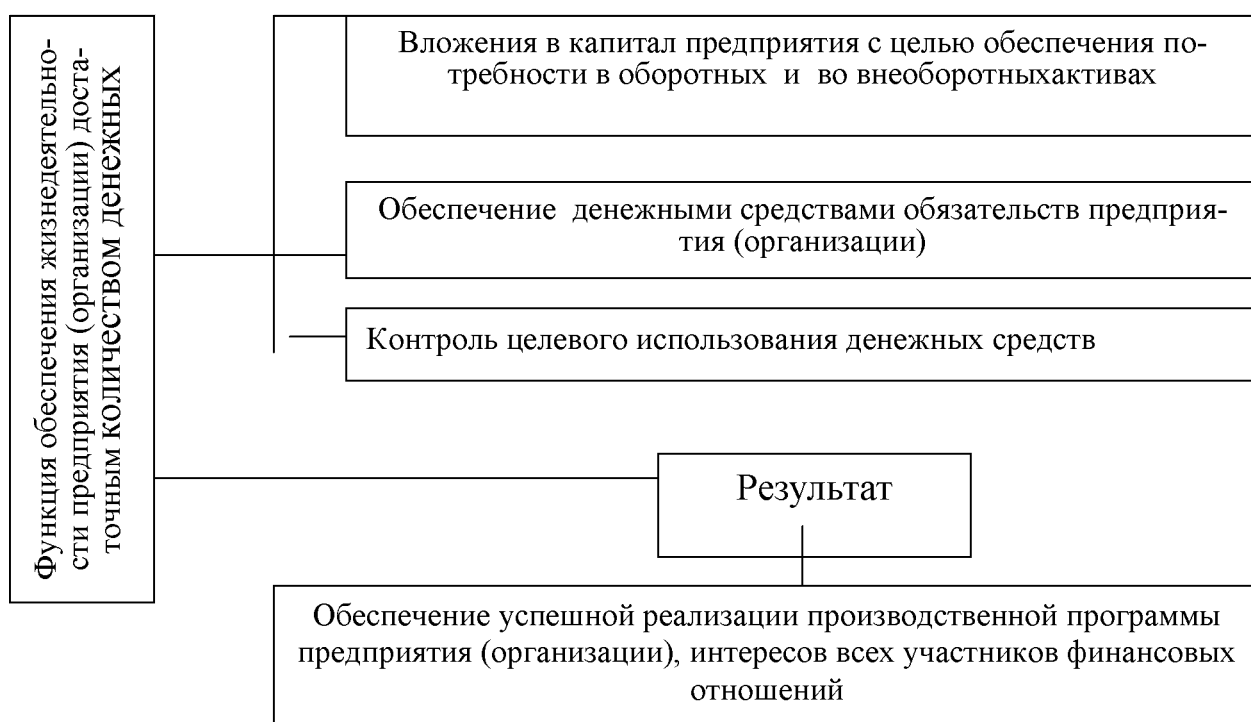 Функция обеспечения жизнедеятельно-
сти предприятия (организации) доста-
точным количеством денежных
Вложения в капитал предприятия с целью обеспечения по-
требности в оборотных и во внеоборотныхактивах
Обеспечение денежными средствами обязательств предприя-
тия (организации)
Контроль целевого использования денежных средств
Результат
Обеспечение успешной реализации производственной программы
предприятия (организации), интересов всех участников финансовых
отношений